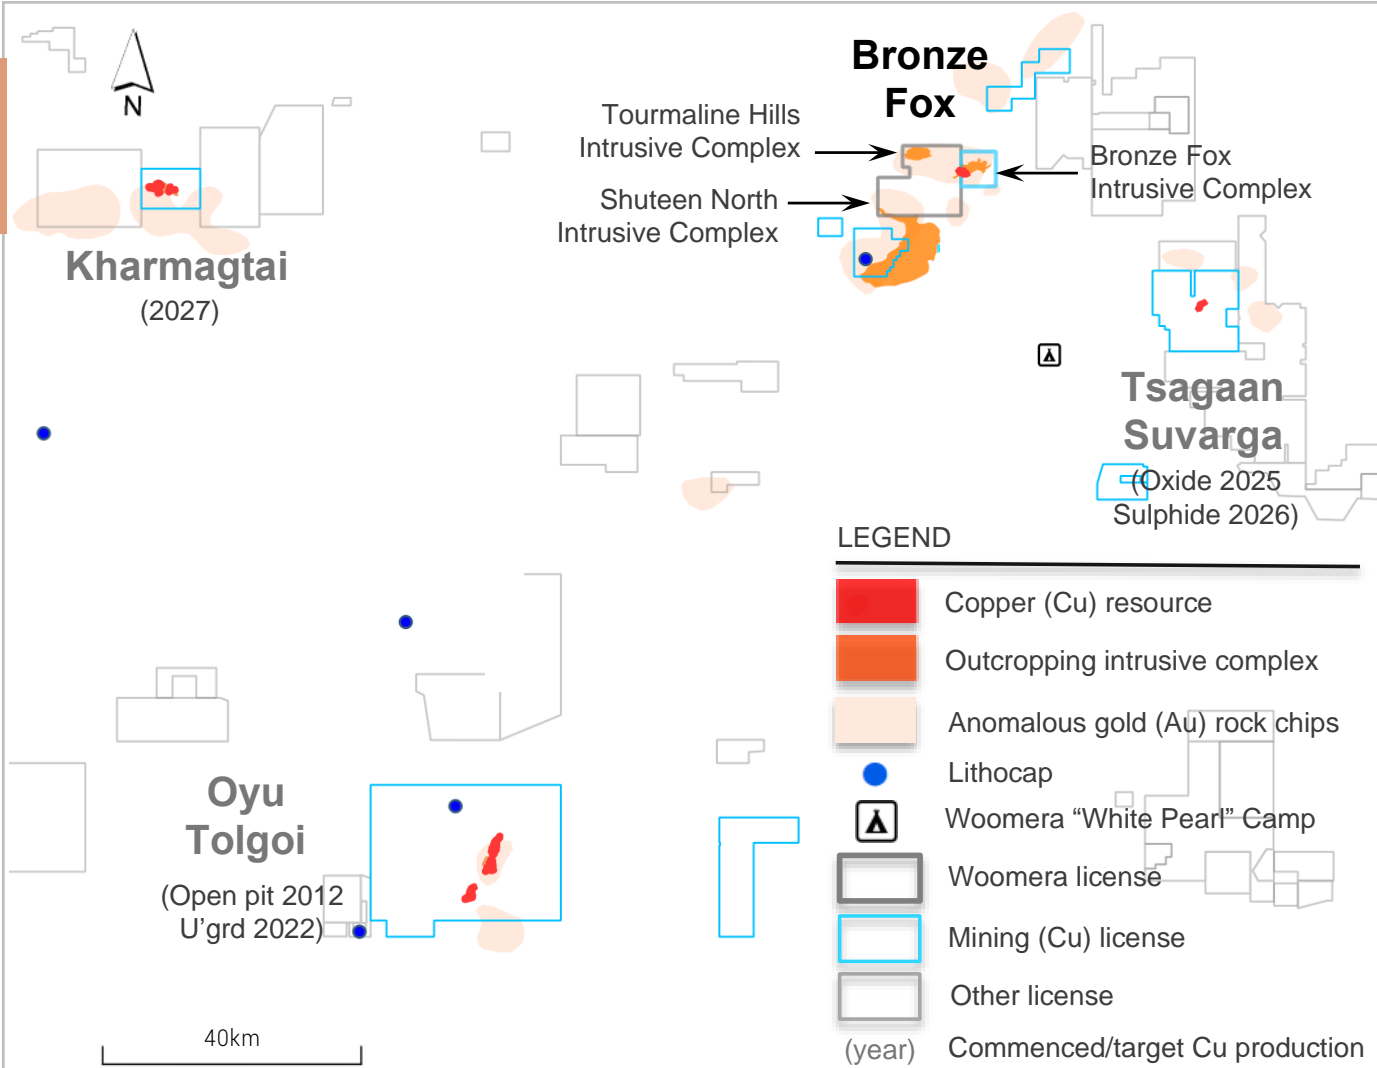 N
Bronze
Fox
Tourmaline Hills
Intrusive Complex
Bronze Fox
Intrusive Complex
Shuteen North
Intrusive Complex
Kharmagtai
(2027)
Tsagaan
Suvarga
(Oxide 2025
Sulphide 2026)
Oyu
Tolgoi
(Open pit 2012
U'grd 2022)
40km
LEGEND
Copper (Cu) resource
Outcropping intrusive complex
Anomalous gold (Au) rock chips
Lithocap
Woomera “White Pearl” Camp
Woomera license
Mining (Cu) license
Other license
(year) Commenced/target Cu production